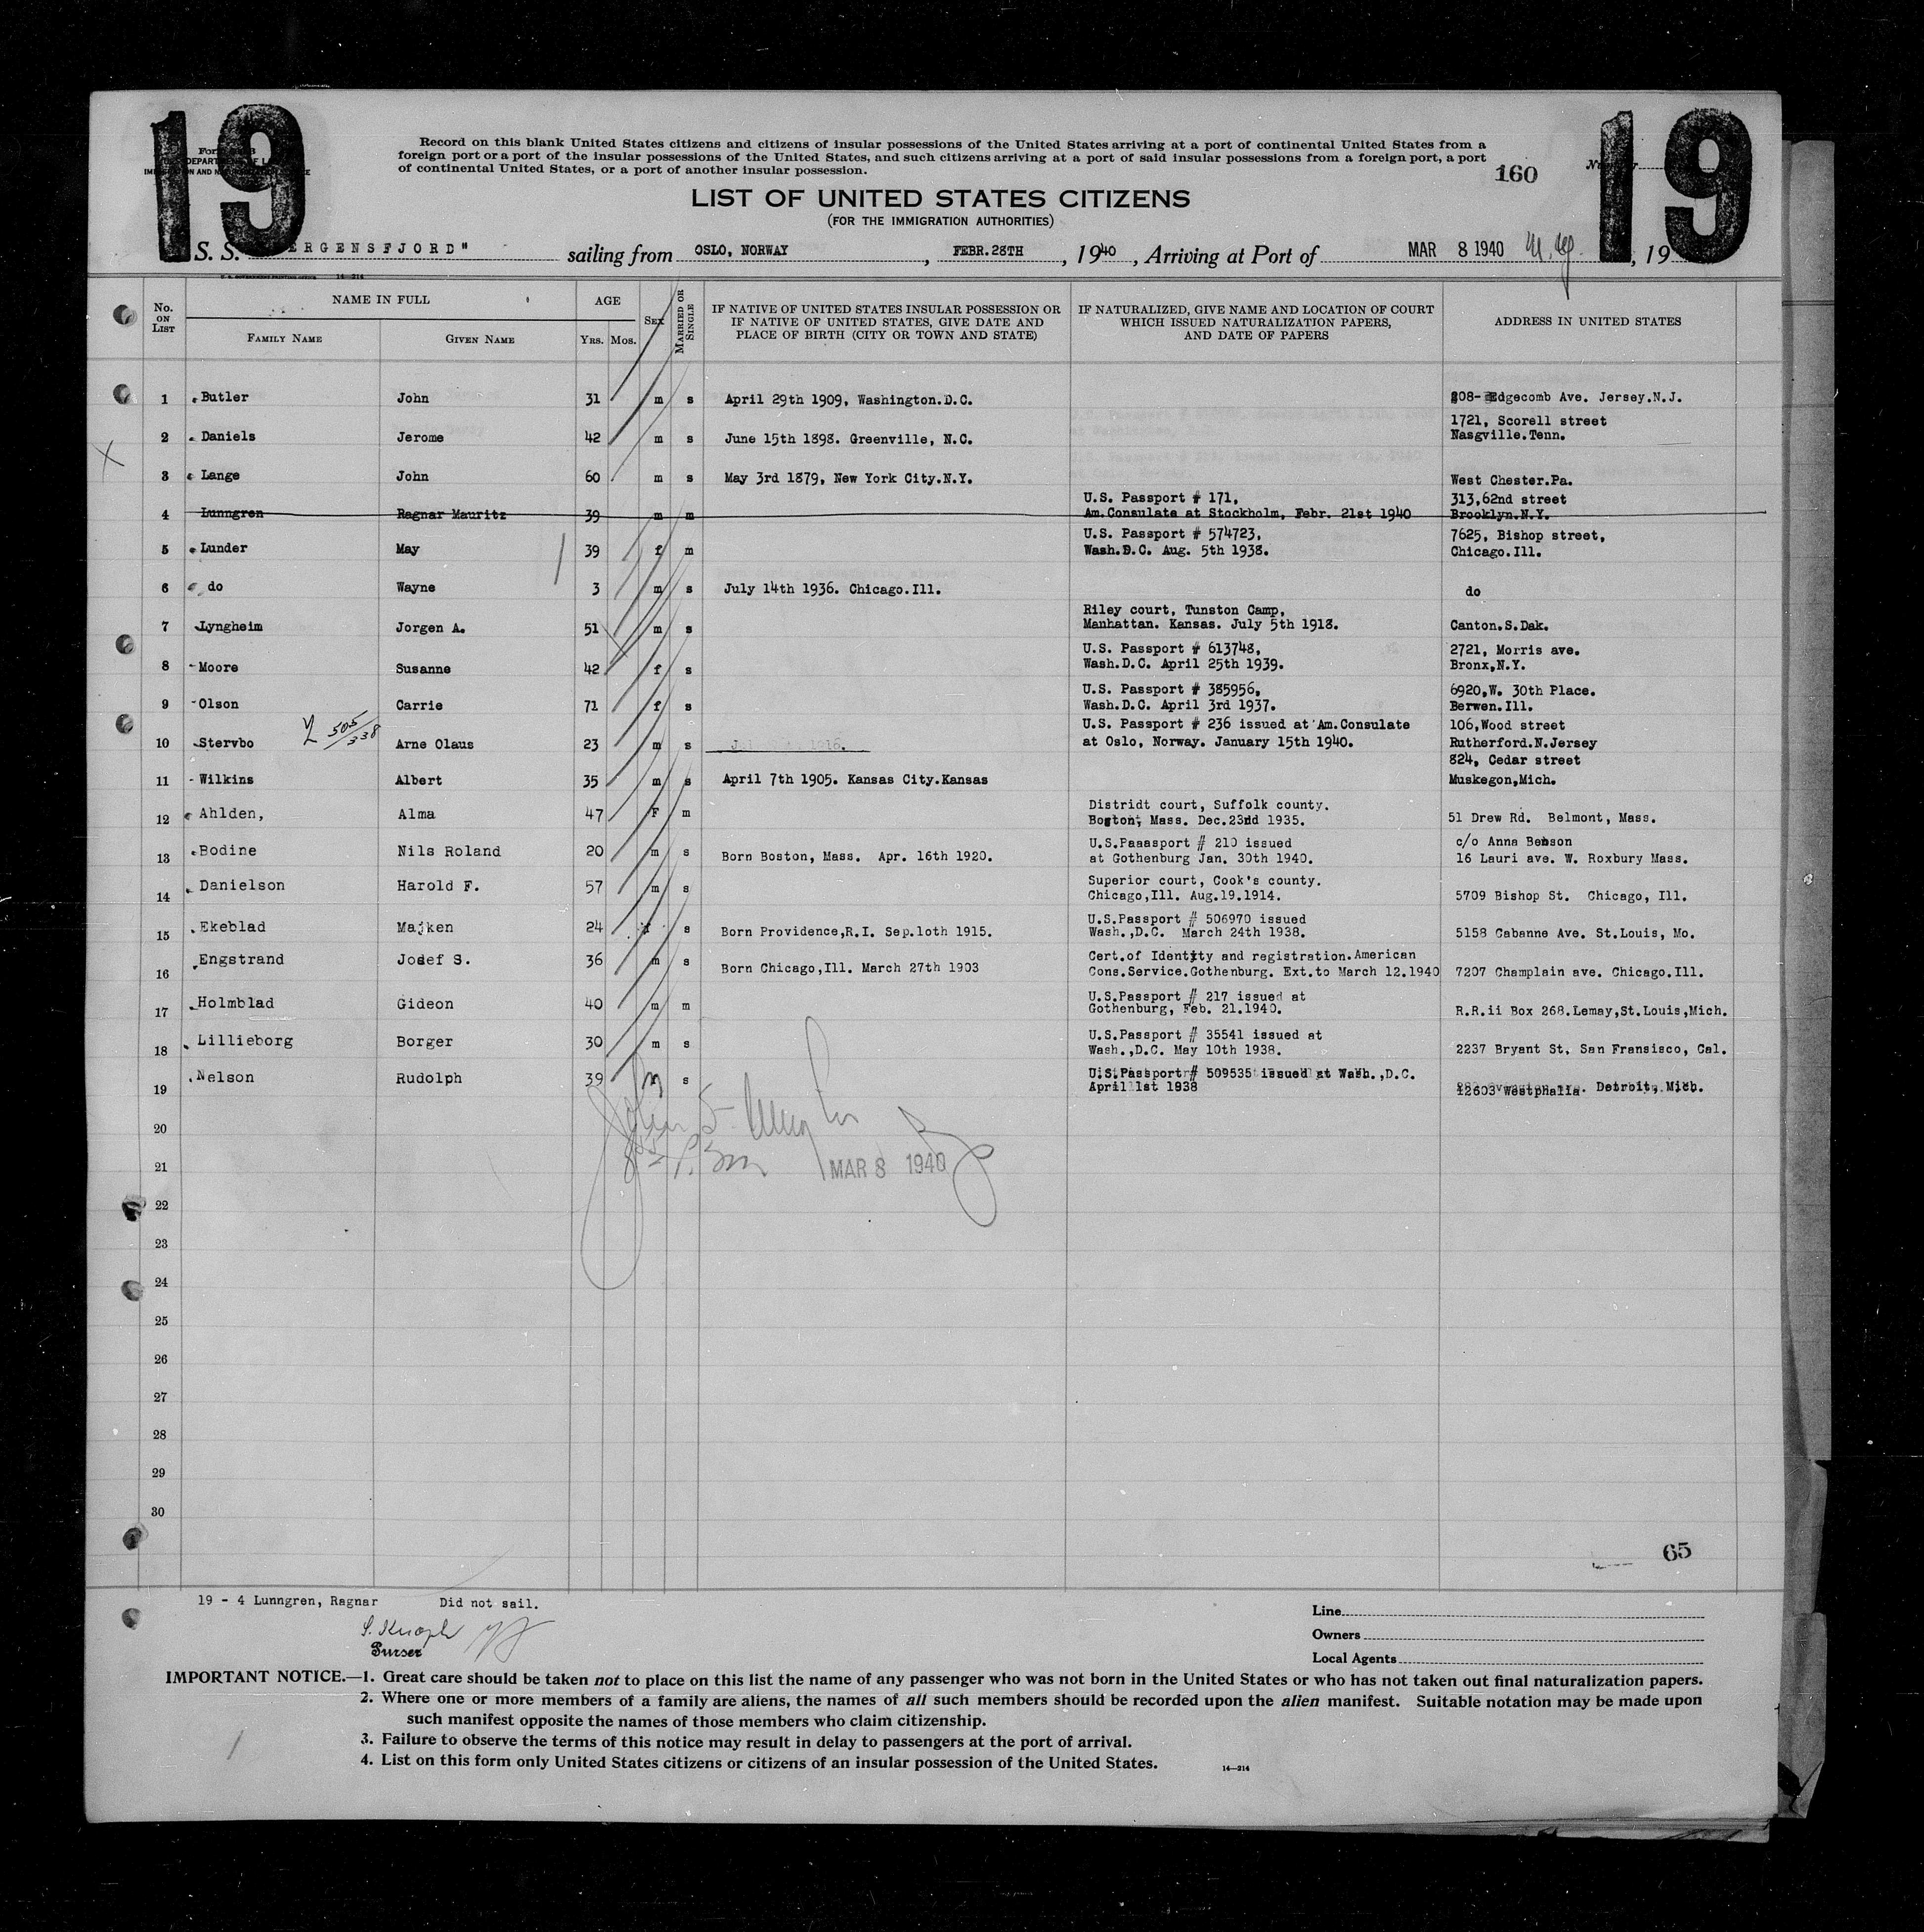 19
19
Record on this blank United States citizens and citizens of insular possessions of the United States arriving at a port of continental United States from a
foreign port or a port of the insular possessions of the United States, and such citizens arriving at a port of said insular possessions from a foreign port, a port
of continental United States, or a port of another insular possession.
160
LIST OF UNITED STATES CITIZENS
(FOR THE IMMIGRATION AUTHORITIES)
S. S. ERGENSFJORD" sailing from OSLO, NORWAY, FEBR.28TH, 1940, Arriving at Port of MAR 8 1940, 19
No. ON LIST
NAME IN FULL
FAMILY NAME
GIVEN NAME
AGE
YRS. MOS.
SEX
MARRIED OR SINGLE
IF NATIVE OF UNITED STATES INSULAR POSSESSION OR IF NATIVE OF UNITED STATES, GIVE DATE AND PLACE OF BIRTH (CITY OR TOWN AND STATE)
IF NATURALIZED, GIVE NAME AND LOCATION OF COURT WHICH ISSUED NATURALIZATION PAPERS, AND DATE OF PAPERS
ADDRESS IN UNITED STATES
1 Butler John 31 m s April 29th 1909, Washington.D.C. 208- Edgecomb Ave. Jersey.N.J.
2 Daniels Jerome 42 m s June 15th 1898. Greenville, N.C. 1721, Scorell street Nasgville.Tenn.
3 Lange John 60 m s May 3rd 1879, New York City.N.Y. West Chester.Pa.
4 Lunngren Ragnar Mauritz 39 m m U.S. Passport # 171, Am.Consulate at Stockholm, Febr. 21st 1940 313,62nd street Brooklyn.N.Y.
5 Lunder May 39 f m U.S. Passport # 574723, Wash.D.C. Aug. 5th 1938. 7625, Bishop street, Chicago.Ill.
6 do Wayne 3 m s July 14th 1936. Chicago.Ill. do
7 Lyngheim Jorgen A. 51 m s Riley court, Tunston Camp, Manhattan. Kansas. July 5th 1918. Canton.S.Dak.
8 Moore Susanne 42 f s U.S. Passport # 613748, Wash.D.C. April 25th 1939. 2721, Morris ave. Bronx,N.Y.
9 Olson Carrie 71 f s U.S. Passport # 385956, Wash.D.C. April 3rd 1937. 6920,W. 30th Place. Berwen.Ill.
10 Stervbo 505/338 Arne Olaus 23 m s U.S. Passport # 236 issued at Am.Consulate at Oslo, Norway. January 15th 1940. 106,Wood street Rutherford.N.Jersey
11 Wilkins Albert 35 m s April 7th 1905. Kansas City.Kansas 824, Cedar street Muskegon,Mich.
12 Ahlden, Alma 47 F m Distridt court, Suffolk county. Boston, Mass. Dec.23nd 1935. 51 Drew Rd. Belmont, Mass.
13 Bodine Nils Roland 20 m s Born Boston, Mass. Apr. 16th 1920. U.S.Paassport # 210 issued at Gothenburg Jan. 30th 1940. c/o Anna Benson 16 Lauri ave. W. Roxbury Mass.
14 Danielson Harold F. 57 m s Superior court, Cook's county. Chicago,Ill. Aug.19.1914. 5709 Bishop St. Chicago, Ill.
15 Ekeblad Majken 24 f s Born Providence,R.I. Sep.1oth 1915. U.S.Passport # 506970 issued Wash.,D.C. March 24th 1938. 5158 Cabanne Ave. St.Louis, Mo.
16 Engstrand Josef S. 36 m s Born Chicago,Ill. March 27th 1903 Cert.of Identity and registration.American Cons.Service.Gothenburg. Ext.to March 12.1940 7207 Champlain ave. Chicago.Ill.
17 Holmblad Gideon 40 m m U.S.Passport # 217 issued at Gothenburg, Feb. 21.1940. R.R.ii Box 268.Lemay,St.Louis,Mich.
18 Lillieborg Borger 30 m s U.S.Passport # 35541 issued at Wash.,D.C. May 10th 1938. 2237 Bryant St. San Fransisco, Cal.
19 Nelson Rudolph 39 m s U.S.Passport # 509535 issued at Wash.,D.C. April 1st 1938 12603 Westphalia. Detroit, Mich.
20
MAR 8 1940
21
22
23
24
25
26
27
28
29
30
65
19 - 4 Lunngren, Ragnar Did not sail.
Purser
Line
Owners
Local Agents
IMPORTANT NOTICE.—1. Great care should be taken not to place on this list the name of any passenger who was not born in the United States or who has not taken out final naturalization papers.
2. Where one or more members of a family are aliens, the names of all such members should be recorded upon the alien manifest. Suitable notation may be made upon
such manifest opposite the names of those members who claim citizenship.
3. Failure to observe the terms of this notice may result in delay to passengers at the port of arrival.
4. List on this form only United States citizens or citizens of an insular possession of the United States.
14—214